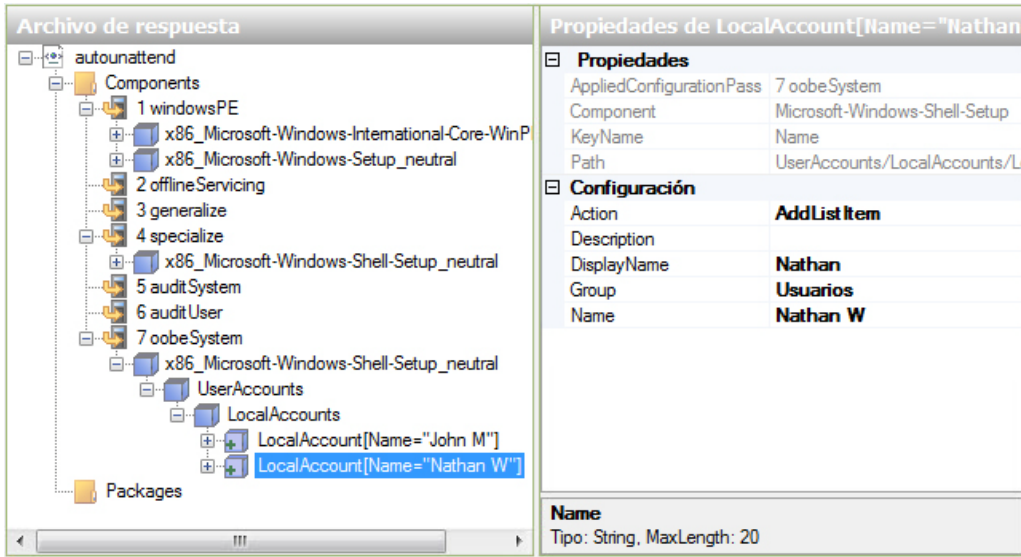 Archivo de respuesta
autounattend
Components
1 windowsPE
x86_Microsoft-Windows-International-Core-WinP
x86_Microsoft-Windows-Setup_neutral
2 offlineServicing
3 generalize
4 specialize
x86_Microsoft-Windows-Shell-Setup_neutral
5 auditSystem
6 auditUser
7 oobeSystem
x86_Microsoft-Windows-Shell-Setup_neutral
UserAccounts
LocalAccounts
LocalAccount[Name="John M"]
LocalAccount[Name="Nathan W"]
Packages
Propiedades de LocalAccount[Name="Nathan
Propiedades
AppliedConfigurationPass 7 oobeSystem
Component Microsoft-Windows-Shell-Setup
KeyName Name
Path UserAccounts/LocalAccounts/L
Configuración
Action AddListItem
Description
DisplayName Nathan
Group Usuarios
Name Nathan W
Name
Tipo: String, MaxLength: 20